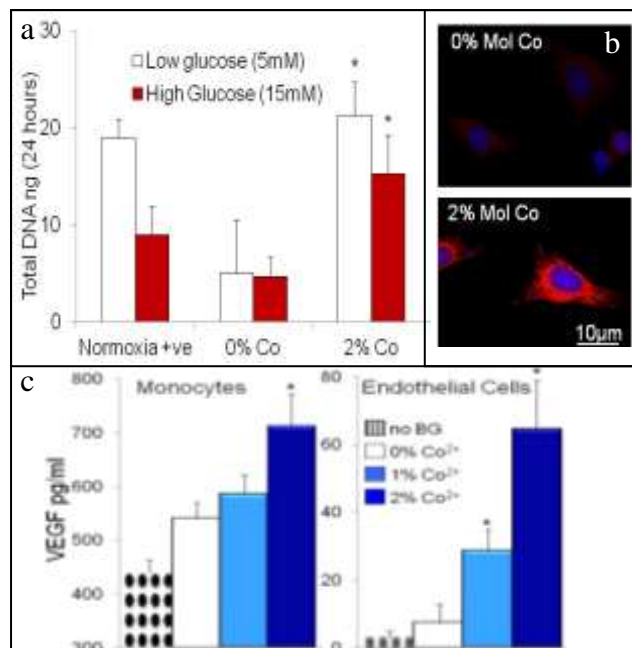 a
30
20
10
0
Total DNA ng (24 hours)
Low glucose (5mM)
High Glucose (15mM)
*
*
Normoxia +ve
0% Co
2% Co
b
0% Mol Co
2% Mol Co
10µm
c
Monocytes
800
700
600
500
400
300
VEGF pg/ml
*
Endothelial Cells
80
60
40
20
0
no BG
0% Co²⁺
1% Co²⁺
2% Co²⁺
*
*